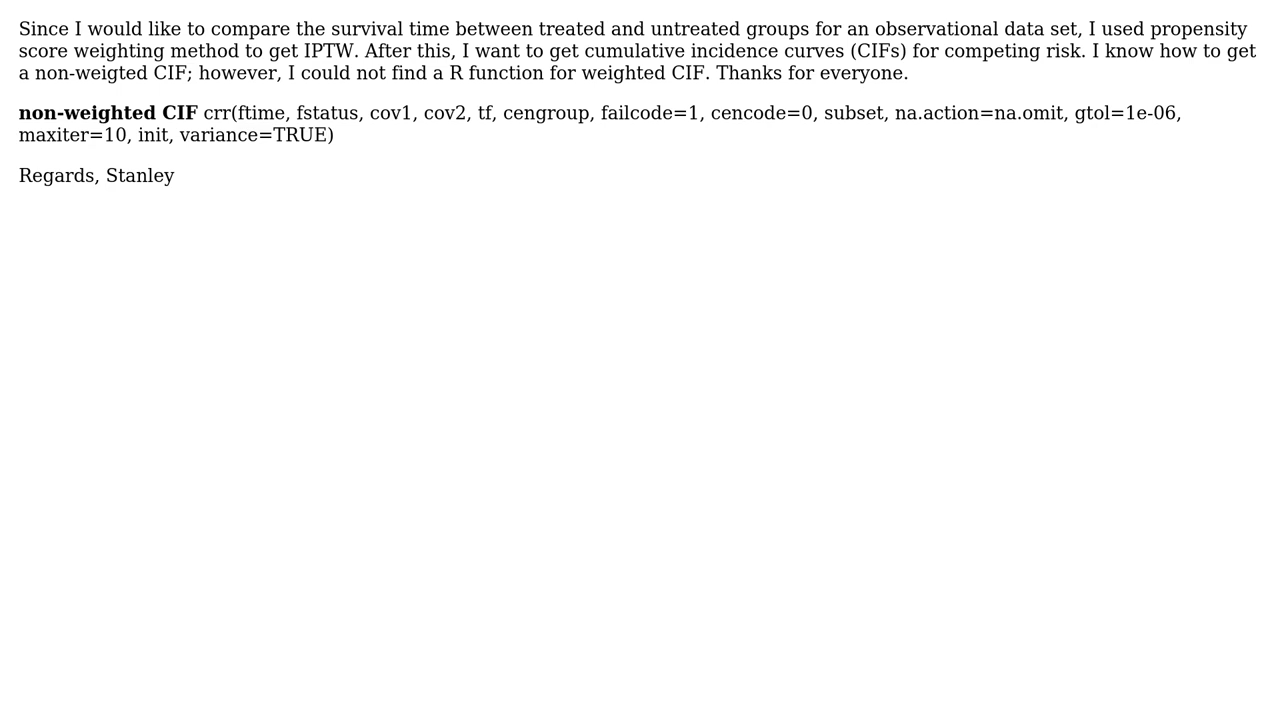 Since I would like to compare the survival time between treated and untreated groups for an observational data set, I used propensity
score weighting method to get IPTW. After this, I want to get cumulative incidence curves (CIFs) for competing risk. I know how to get
a non-weigted CIF; however, I could not find a R function for weighted CIF. Thanks for everyone.
non-weighted CIF crr(ftime, fstatus, cov1, cov2, tf, cengroup, failcode=1, cencode=0, subset, na.action=na.omit, gtol=1e-06,
maxiter=10, init, variance=TRUE)
Regards, Stanley